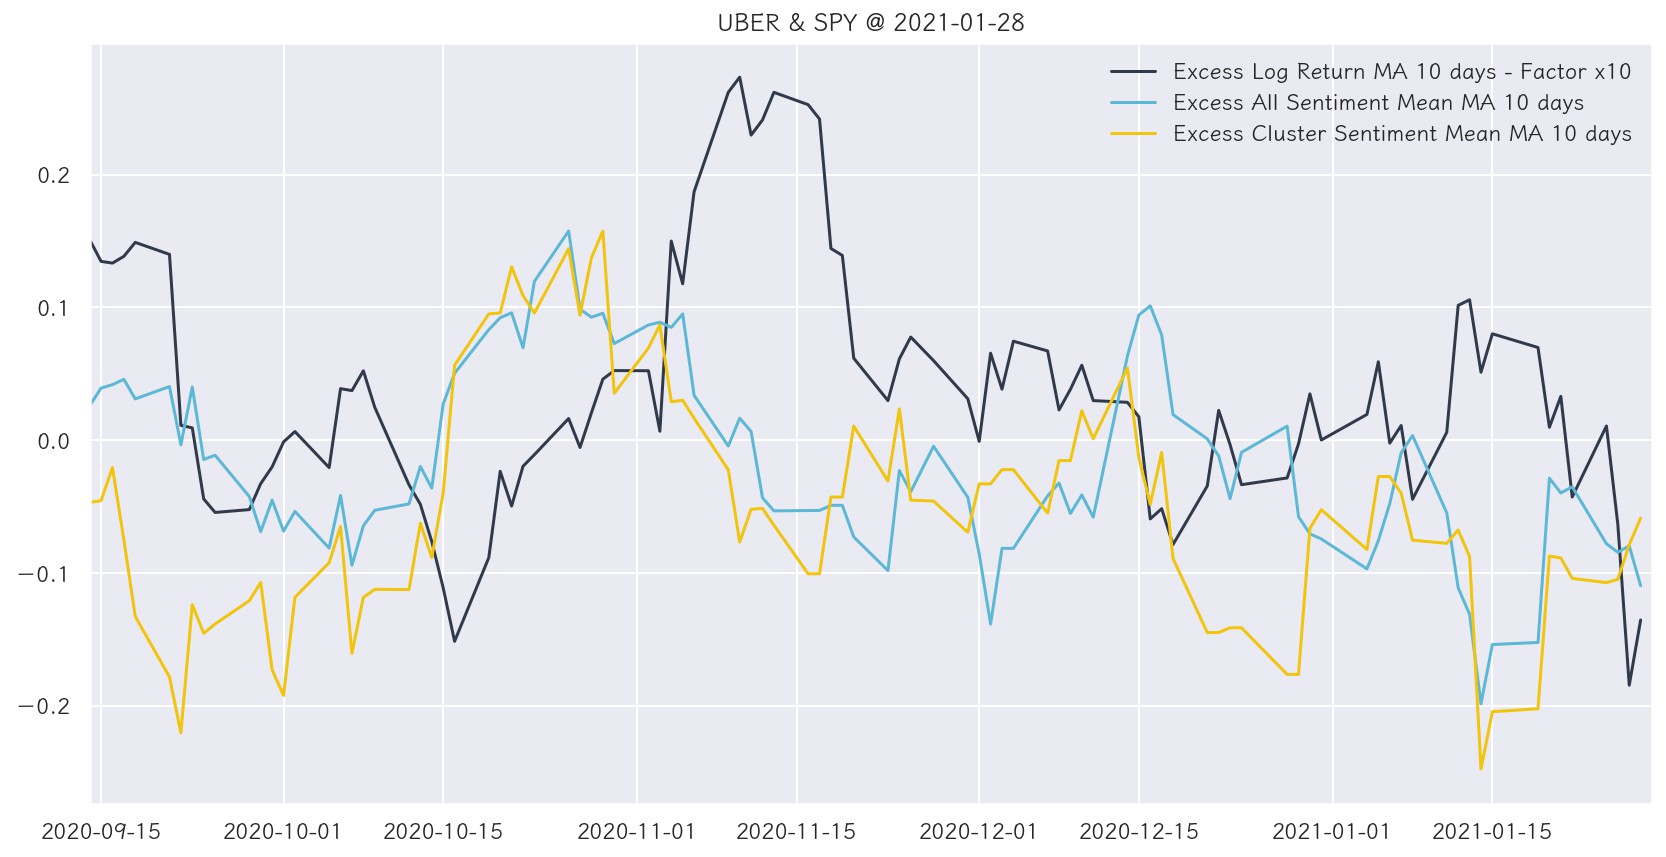 UBER & SPY @ 2021-01-28
Excess Log Return MA 10 days - Factor x10
Excess All Sentiment Mean MA 10 days
Excess Cluster Sentiment Mean MA 10 days
0.2
0.1
0.0
−0.1
−0.2
2020-09-15 2020-10-01 2020-10-15 2020-11-01 2020-11-15 2020-12-01 2020-12-15 2021-01-01 2021-01-15